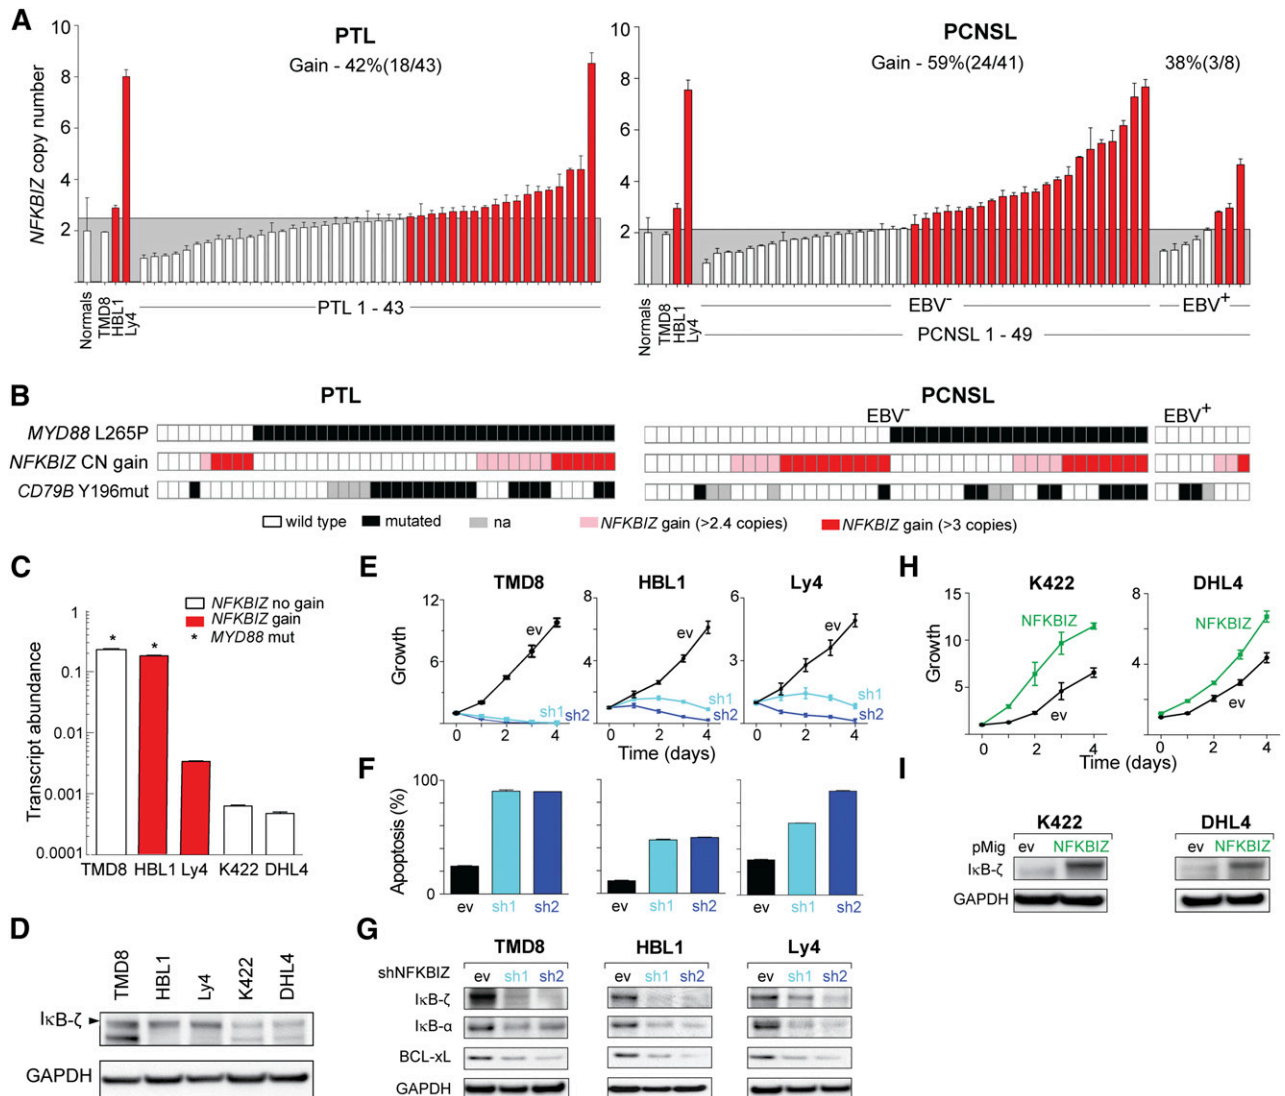 A
PTL
Gain - 42%(18/43)
NFKBIZ copy number
10
8
6
4
2
Normals
TMD8
HBL1
Ly4
PTL 1 - 43
PCNSL
Gain - 59%(24/41)
38%(3/8)
10
8
6
4
2
Normals
TMD8
HBL1
Ly4
EBV-
EBV+
PCNSL 1 - 49
B
PTL
PCNSL
EBV-
EBV+
MYD88 L265P
NFKBIZ CN gain
CD79B Y196mut
wild type
mutated
na
NFKBIZ gain (>2.4 copies)
NFKBIZ gain (>3 copies)
C
NFKBIZ no gain
NFKBIZ gain
* MYD88 mut
Transcript abundance
1
0.1
0.01
0.001
0.0001
* *
TMD8 HBL1 Ly4 K422 DHL4
D
TMD8
HBL1
Ly4
K422
DHL4
IκB-ζ
GAPDH
E
TMD8
HBL1
Ly4
Growth
12
6
ev
sh1
sh2
0 2 4
6
3
ev
sh1
sh2
0 2 4
6
3
ev
sh1
sh2
0 2 4
Time (days)
F
Apoptosis (%)
100
0
ev sh1 sh2
ev sh1 sh2
ev sh1 sh2
G
TMD8 HBL1 Ly4
shNFKBIZ ev sh1 sh2 ev sh1 sh2 ev sh1 sh2
IκB-ζ
IκB-α
BCL-xL
GAPDH
H
K422
DHL4
Growth
15
10
5
NFKBIZ
ev
0 2 4
8
4
NFKBIZ
ev
0 2 4
Time (days)
I
K422 DHL4
pMig ev NFKBIZ ev NFKBIZ
IκB-ζ
GAPDH